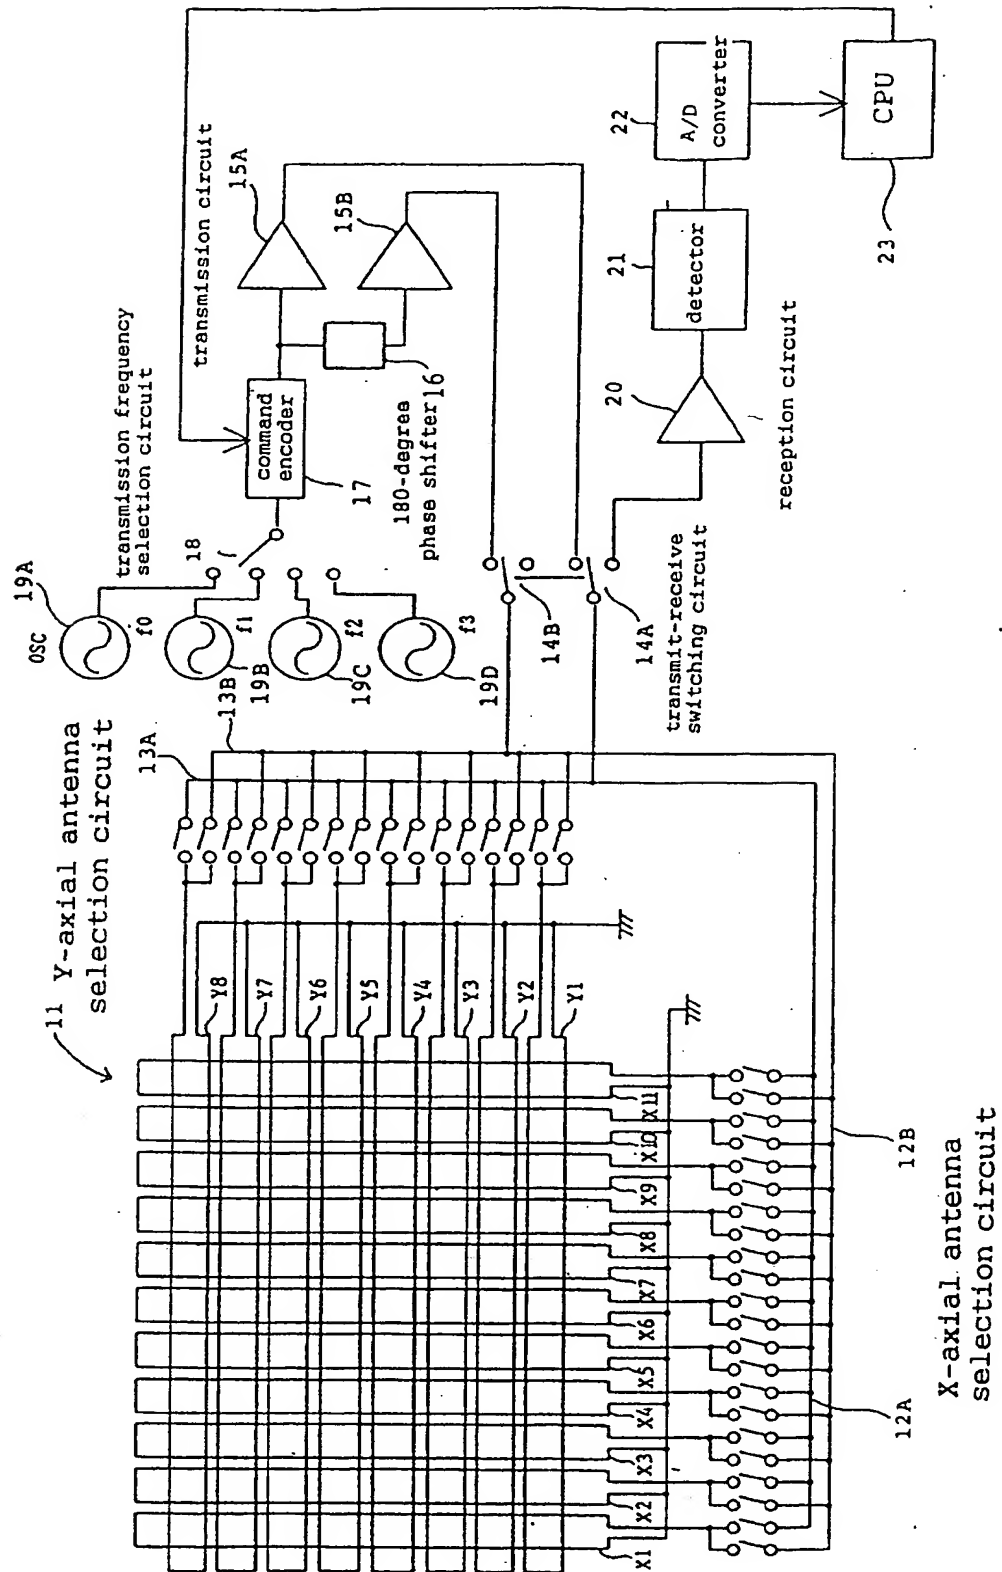 11
Y-axial antenna
selection circuit
13A
13B
OSC
19A
f0
f1
19B
f2
19C
f3
19D
transmission frequency
selection circuit
18
command
encoder
17
transmission circuit
15A
15B
180-degree
phase shifter 16
14B
14A
transmit-receive
switching circuit
20
reception circuit
21
detector
22
A/D
converter
CPU
23
Y8
Y7
Y6
Y5
Y4
Y3
Y2
Y1
X1
X2
X3
X4
X5
X6
X7
X8
X9
X10
X11
12A
12B
X-axial antenna
selection circuit